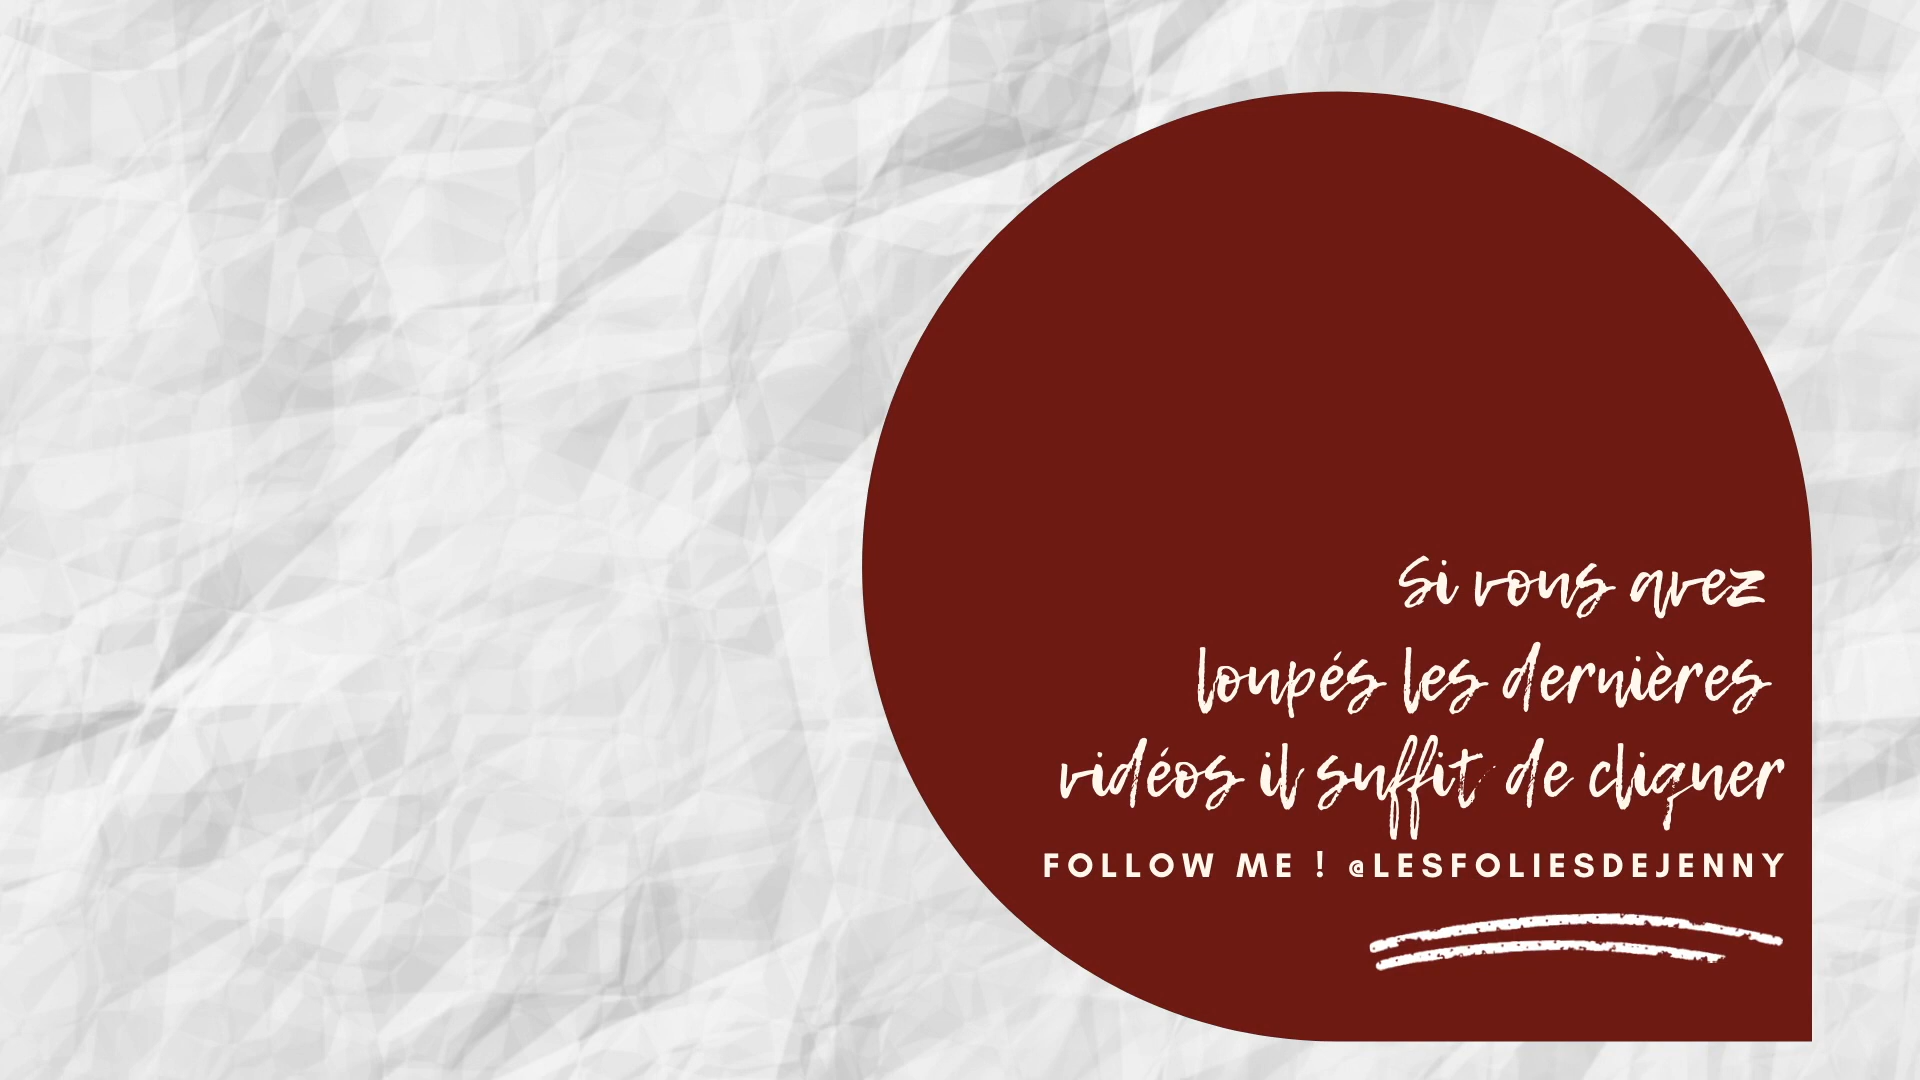 Si vous avez
loupés les dernières
vidéos il suffit de cliquer
FOLLOW ME ! @LESFOLIESDEJENNY